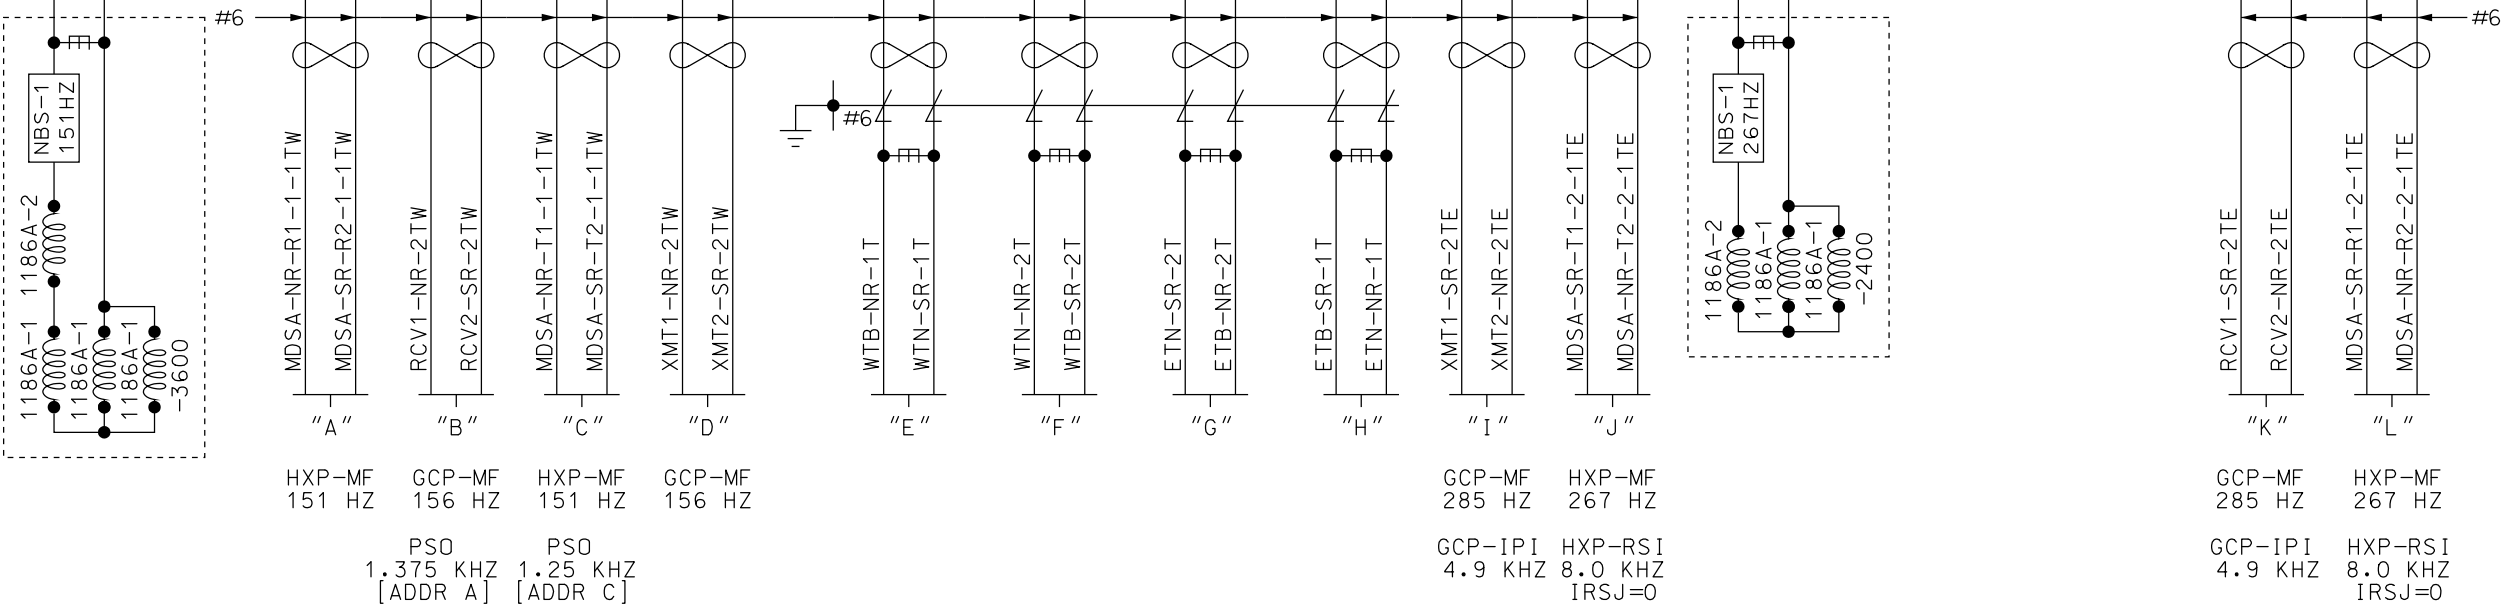 #6
#6
NBS-1
151HZ
1186A-2
1186A-1
1186A-1
1186A-1
-3600
MDSA-NR-R1-1-1TW
MDSA-SR-R2-1-1TW
RCV1-NR-2TW
RCV2-SR-2TW
MDSA-NR-T1-1-1TW
MDSA-SR-T2-1-1TW
XMT1-NR-2TW
XMT2-SR-2TW
#6
WTB-NR-1T
WTN-SR-1T
WTN-NR-2T
WTB-SR-2T
ETN-SR-2T
ETB-NR-2T
ETB-SR-1T
ETN-NR-1T
XMT1-SR-2TE
XMT2-NR-2TE
MDSA-SR-T1-2-1TE
MDSA-NR-T2-2-1TE
NBS-1
267HZ
1186A-2
1186A-1
1186A-1
-2400
RCV1-SR-2TE
RCV2-NR-2TE
MDSA-SR-R1-2-1TE
MDSA-NR-R2-2-1TE
"A" "B" "C" "D" "E" "F" "G" "H" "I" "J" "K" "L"
HXP-MF GCP-MF HXP-MF GCP-MF GCP-MF HXP-MF GCP-MF HXP-MF
151 HZ 156 HZ 151 HZ 156 HZ 285 HZ 267 HZ 285 HZ 267 HZ
PSO PSO GCP-IPI HXP-RSI GCP-IPI HXP-RSI
1.375 KHZ 1.25 KHZ 4.9 KHZ 8.0 KHZ 4.9 KHZ 8.0 KHZ
[ADDR A] [ADDR C] IRSJ=0 IRSJ=0